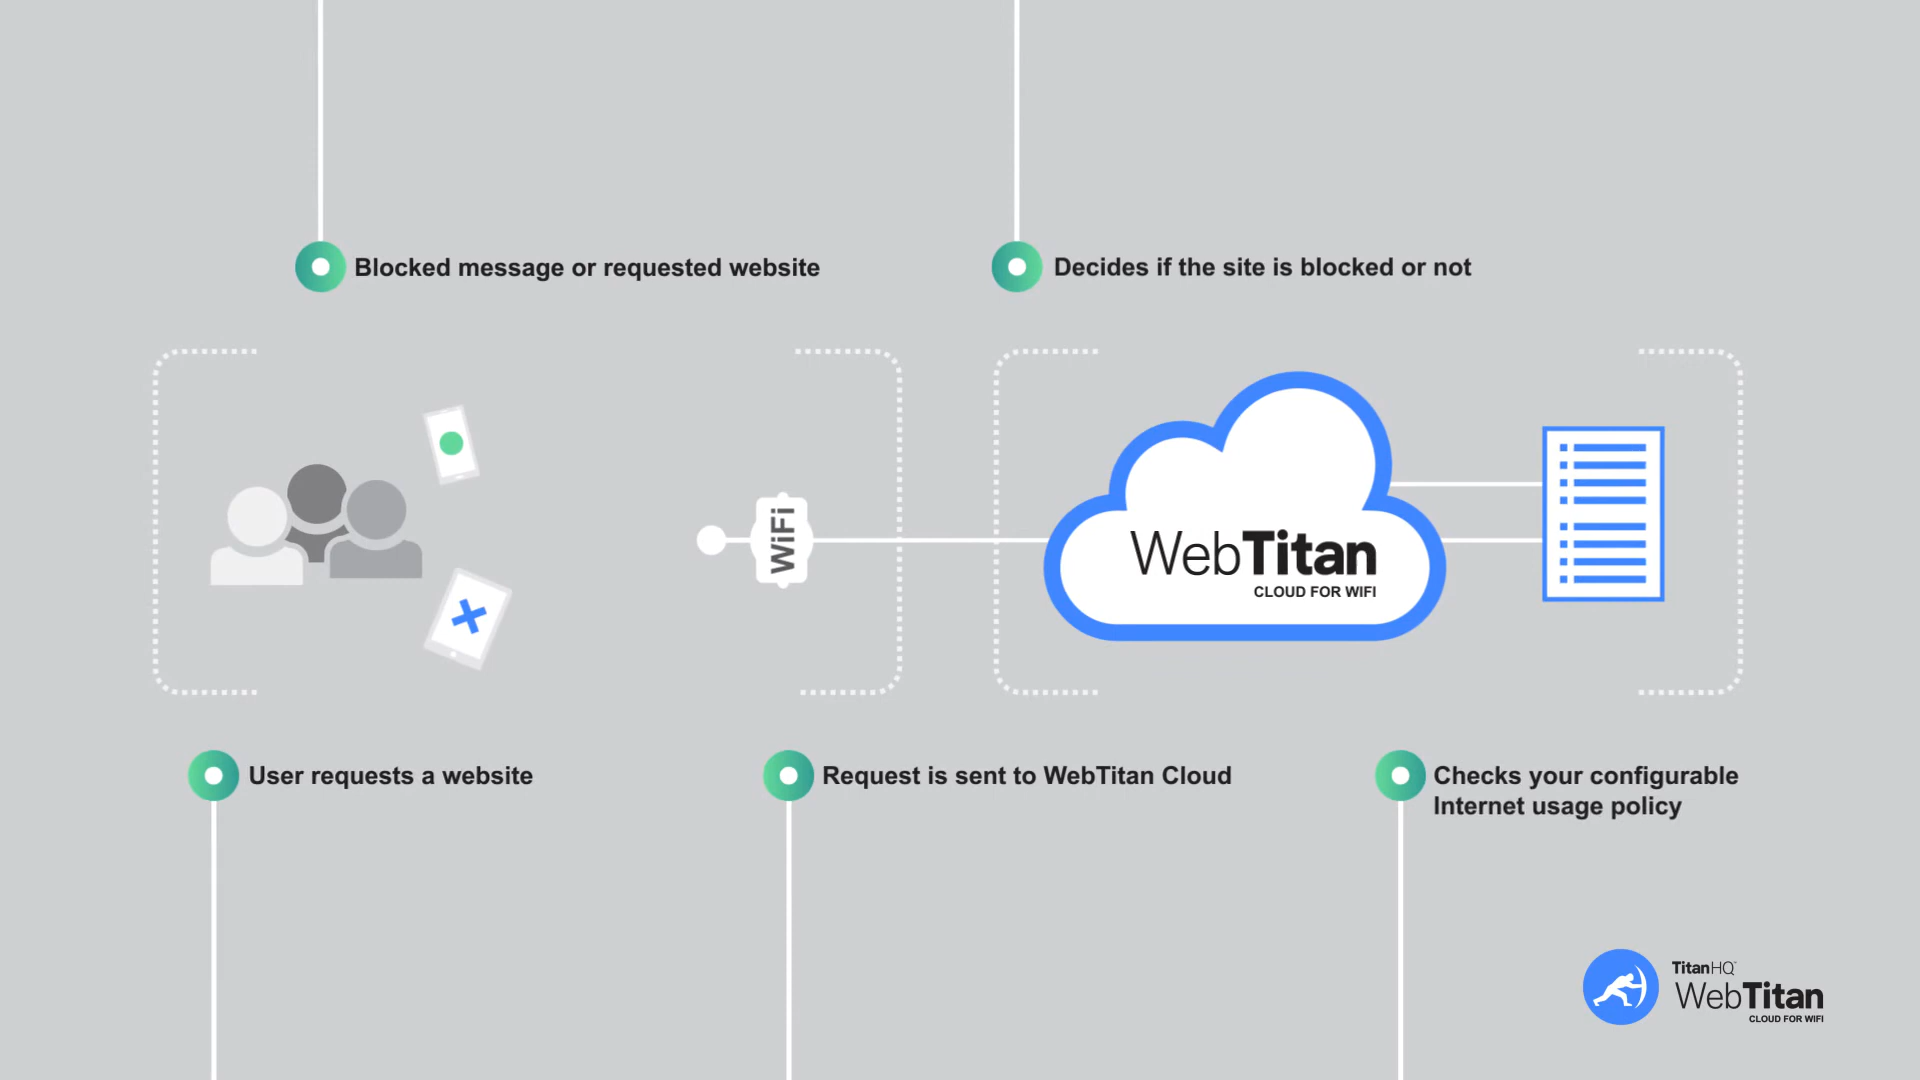 Blocked message or requested website
Decides if the site is blocked or not
WiFi
WebTitan
CLOUD FOR WIFI
User requests a website
Request is sent to WebTitan Cloud
Checks your configurable
Internet usage policy
TitanHQ
WebTitan
CLOUD FOR WIFI